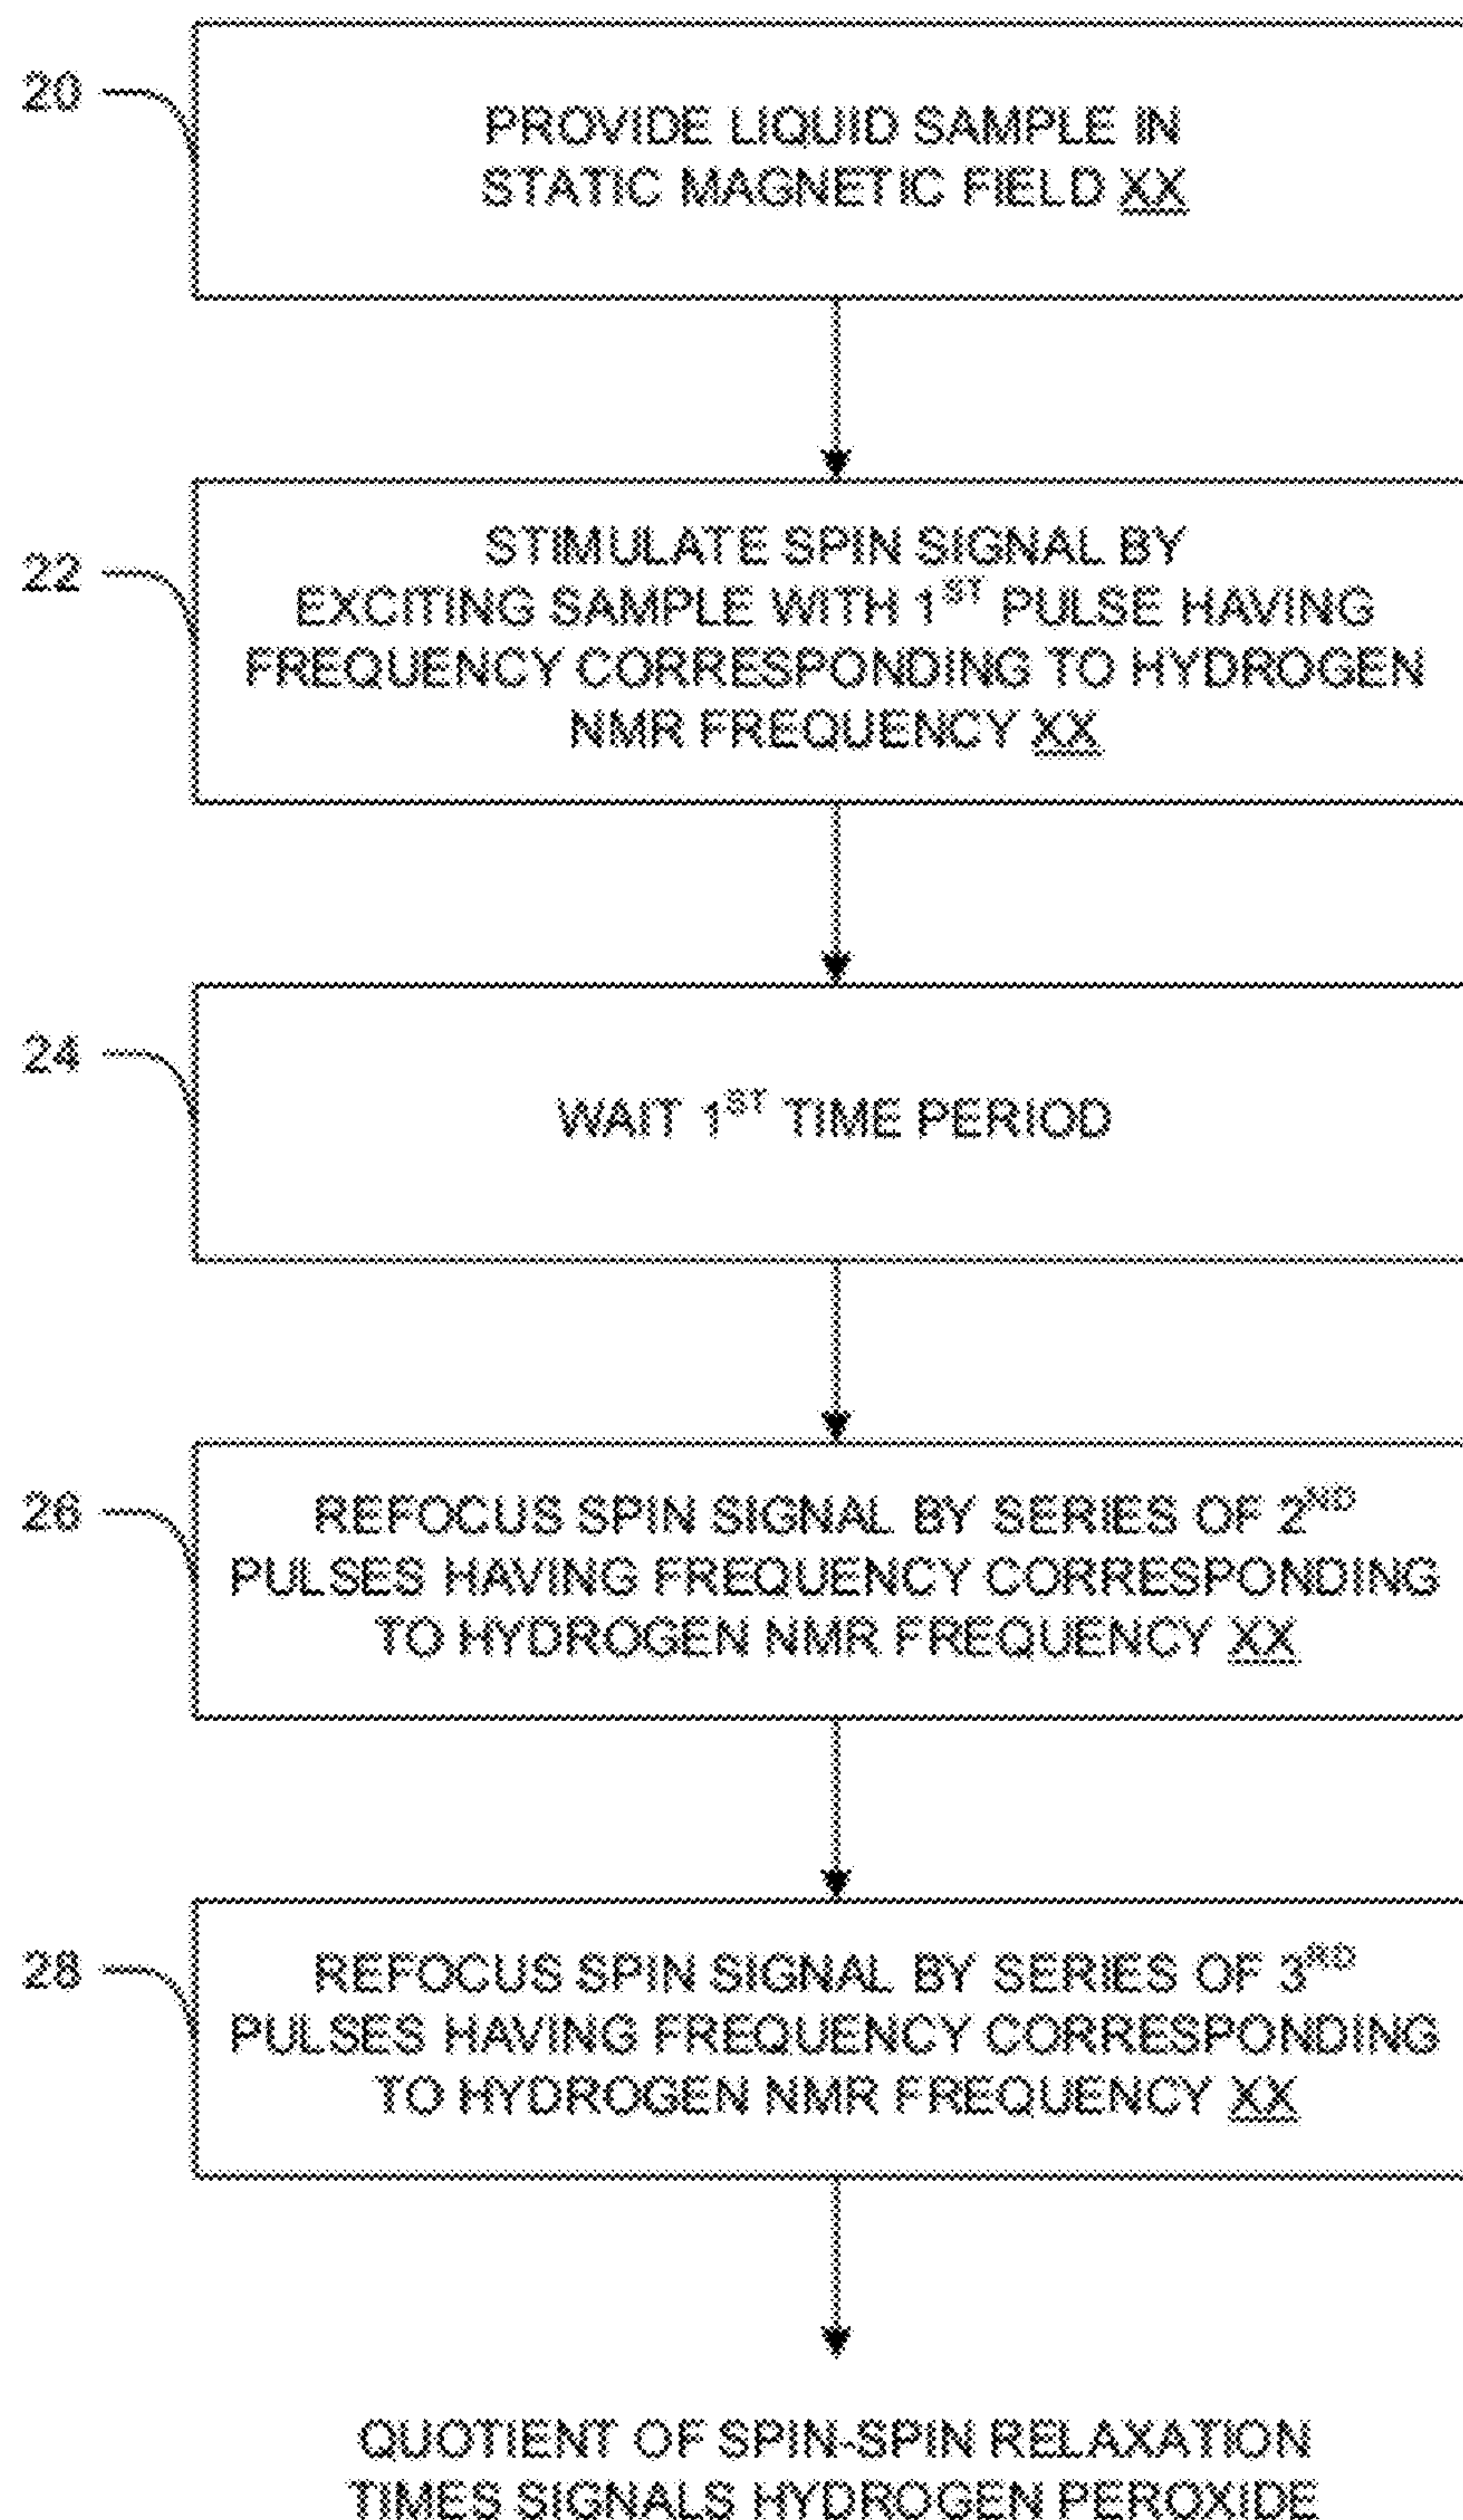 20
PROVIDE LIQUID SAMPLE IN
STATIC MAGNETIC FIELD XX
22
STIMULATE SPIN SIGNAL BY
EXCITING SAMPLE WITH 1ST PULSE HAVING
FREQUENCY CORRESPONDING TO HYDROGEN
NMR FREQUENCY XX
24
WAIT 1ST TIME PERIOD
26
REFOCUS SPIN SIGNAL BY SERIES OF 2ND
PULSES HAVING FREQUENCY CORRESPONDING
TO HYDROGEN NMR FREQUENCY XX
28
REFOCUS SPIN SIGNAL BY SERIES OF 3RD
PULSES HAVING FREQUENCY CORRESPONDING
TO HYDROGEN NMR FREQUENCY XX
QUOTIENT OF SPIN-SPIN RELAXATION
TIMES SIGNALS HYDROGEN PEROXIDE